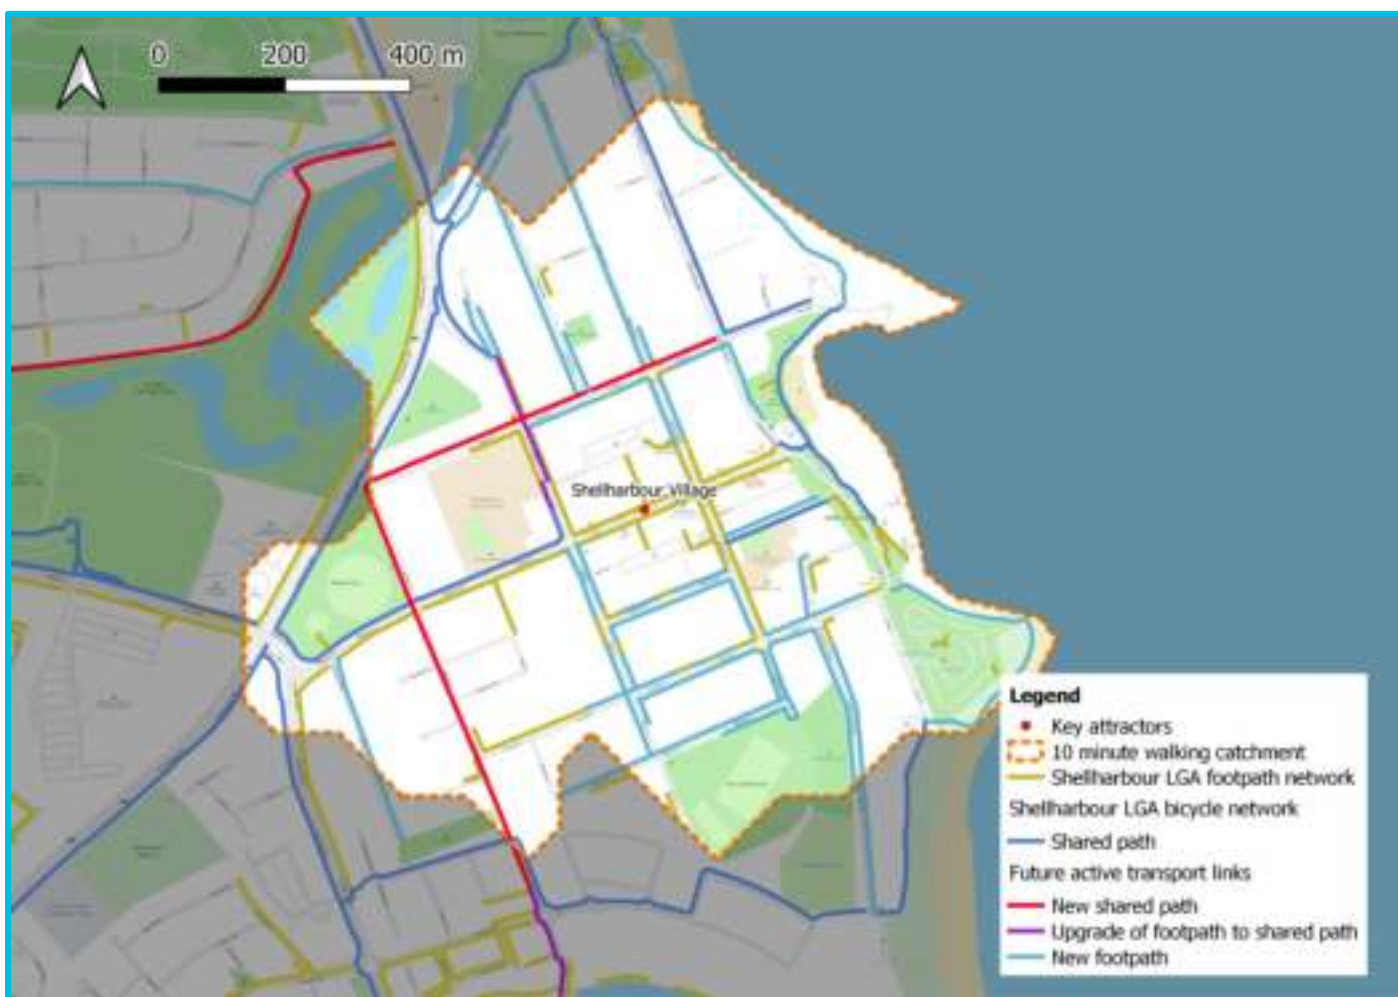 0 200 400 m
Shellharbour Village
Legend
Key attractors
10 minute walking catchment
Shellharbour LGA footpath network
Shellharbour LGA bicycle network
Shared path
Future active transport links
New shared path
Upgrade of footpath to shared path
New footpath